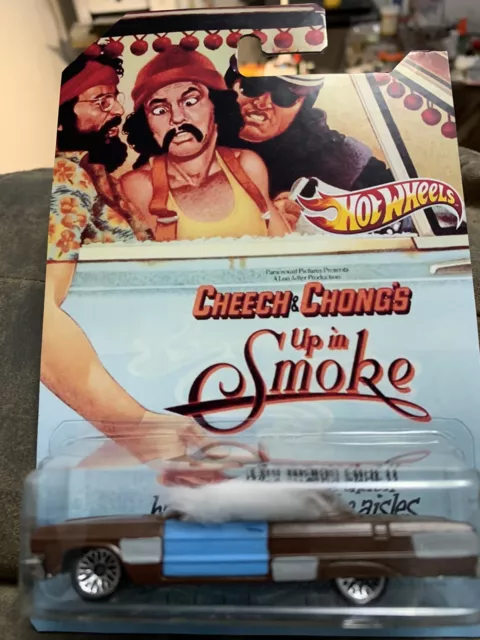 HOT WHEELS
Paramount Pictures Presents
A Lou Adler Production
CHEECH & CHONG'S
Up in
Smoke
aisles